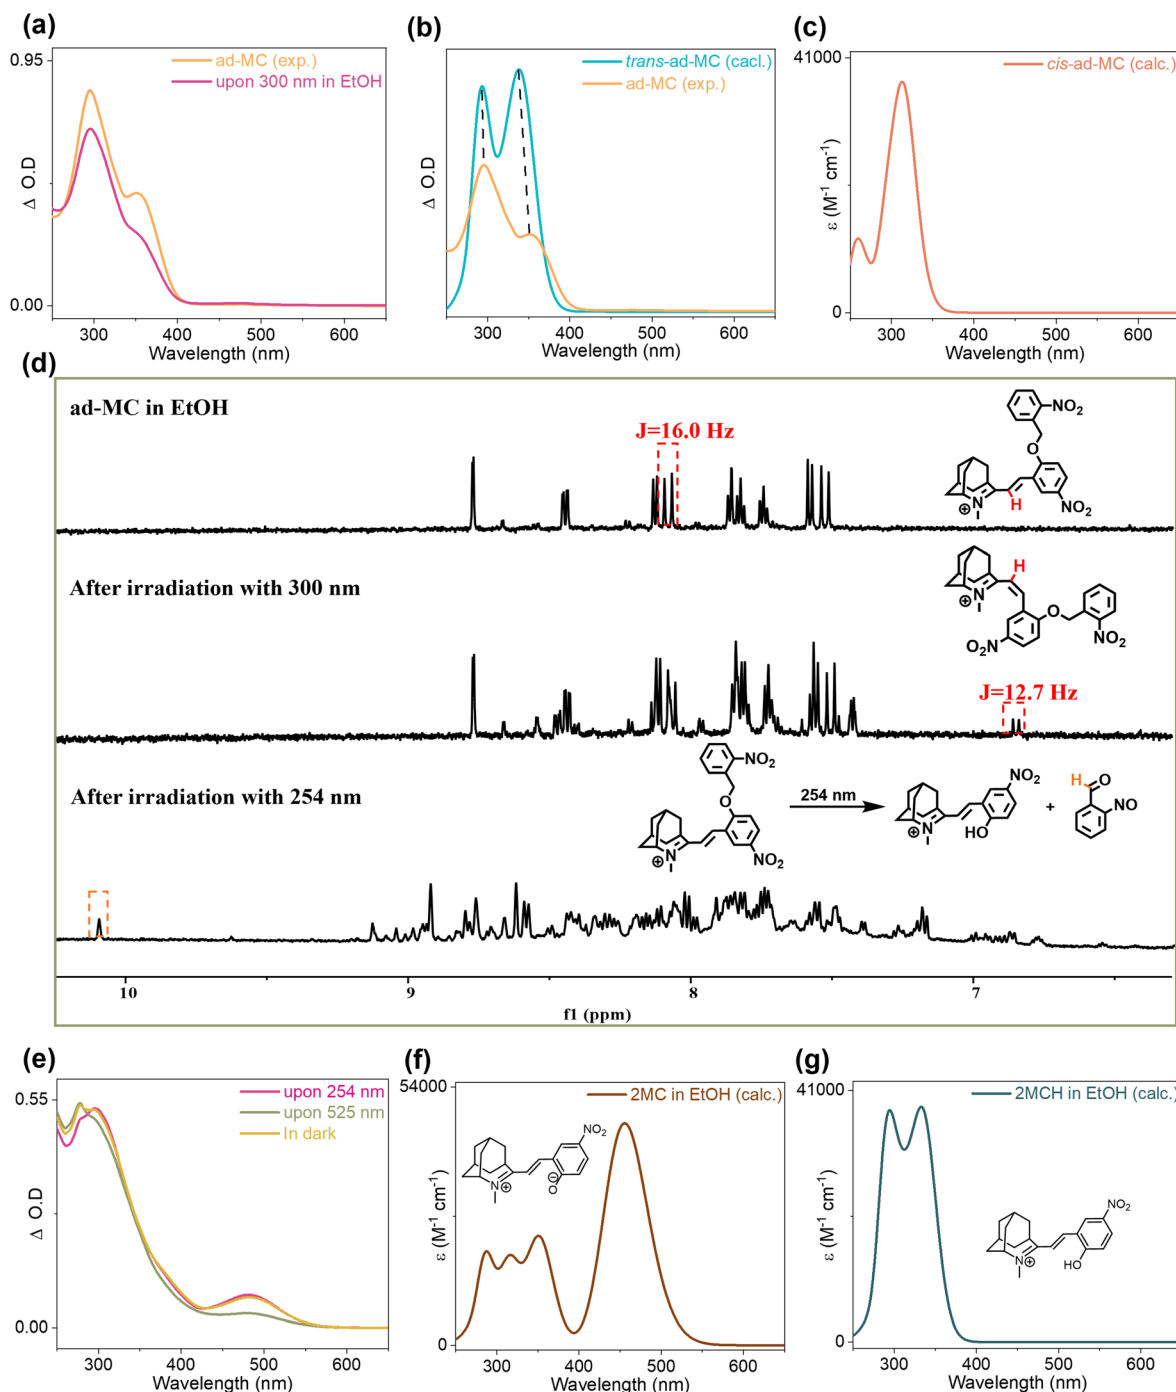 (a)
0.95
ad-MC (exp.)
upon 300 nm in EtOH
Δ O.D
0.00
300 400 500 600
Wavelength (nm)
(b)
trans-ad-MC (cacl.)
ad-MC (exp.)
Δ O.D
300 400 500 600
Wavelength (nm)
(c)
41000
cis-ad-MC (calc.)
ε (M⁻¹ cm⁻¹)
0
300 400 500 600
Wavelength (nm)
(d)
ad-MC in EtOH
J=16.0 Hz
NO₂
O
H
N
⊕
NO₂
After irradiation with 300 nm
H
N
⊕
O
O₂N
NO₂
J=12.7 Hz
After irradiation with 254 nm
NO₂
O
N
⊕
NO₂
254 nm
NO₂
N
⊕
HO
+
H
O
NO
10 9 8 7
f1 (ppm)
(e)
0.55
upon 254 nm
upon 525 nm
In dark
Δ O.D
0.00
300 400 500 600
Wavelength (nm)
(f)
54000
2MC in EtOH (calc.)
NO₂
N
⊕
⊖
O
ε (M⁻¹ cm⁻¹)
0
300 400 500 600
Wavelength (nm)
(g)
41000
2MCH in EtOH (calc.)
NO₂
N
⊕
HO
ε (M⁻¹ cm⁻¹)
0
300 400 500 600
Wavelength (nm)